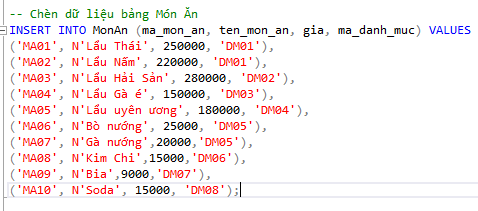 -- Chèn dữ liệu bảng Món Ăn
INSERT INTO MonAn (ma_mon_an, ten_mon_an, gia, ma_danh_muc) VALUES
('MA01', N'Lẩu Thái', 250000, 'DM01'),
('MA02', N'Lẩu Nấm', 220000, 'DM01'),
('MA03', N'Lẩu Hải Sản', 280000, 'DM02'),
('MA04', N'Lẩu Gà é', 150000, 'DM03'),
('MA05', N'Lẩu uyên ương', 180000, 'DM04'),
('MA06', N'Bò nướng', 25000, 'DM05'),
('MA07', N'Gà nướng',20000,'DM05'),
('MA08', N'Kim Chi',15000,'DM06'),
('MA09', N'Bia',9000,'DM07'),
('MA10', N'Soda', 15000, 'DM08');